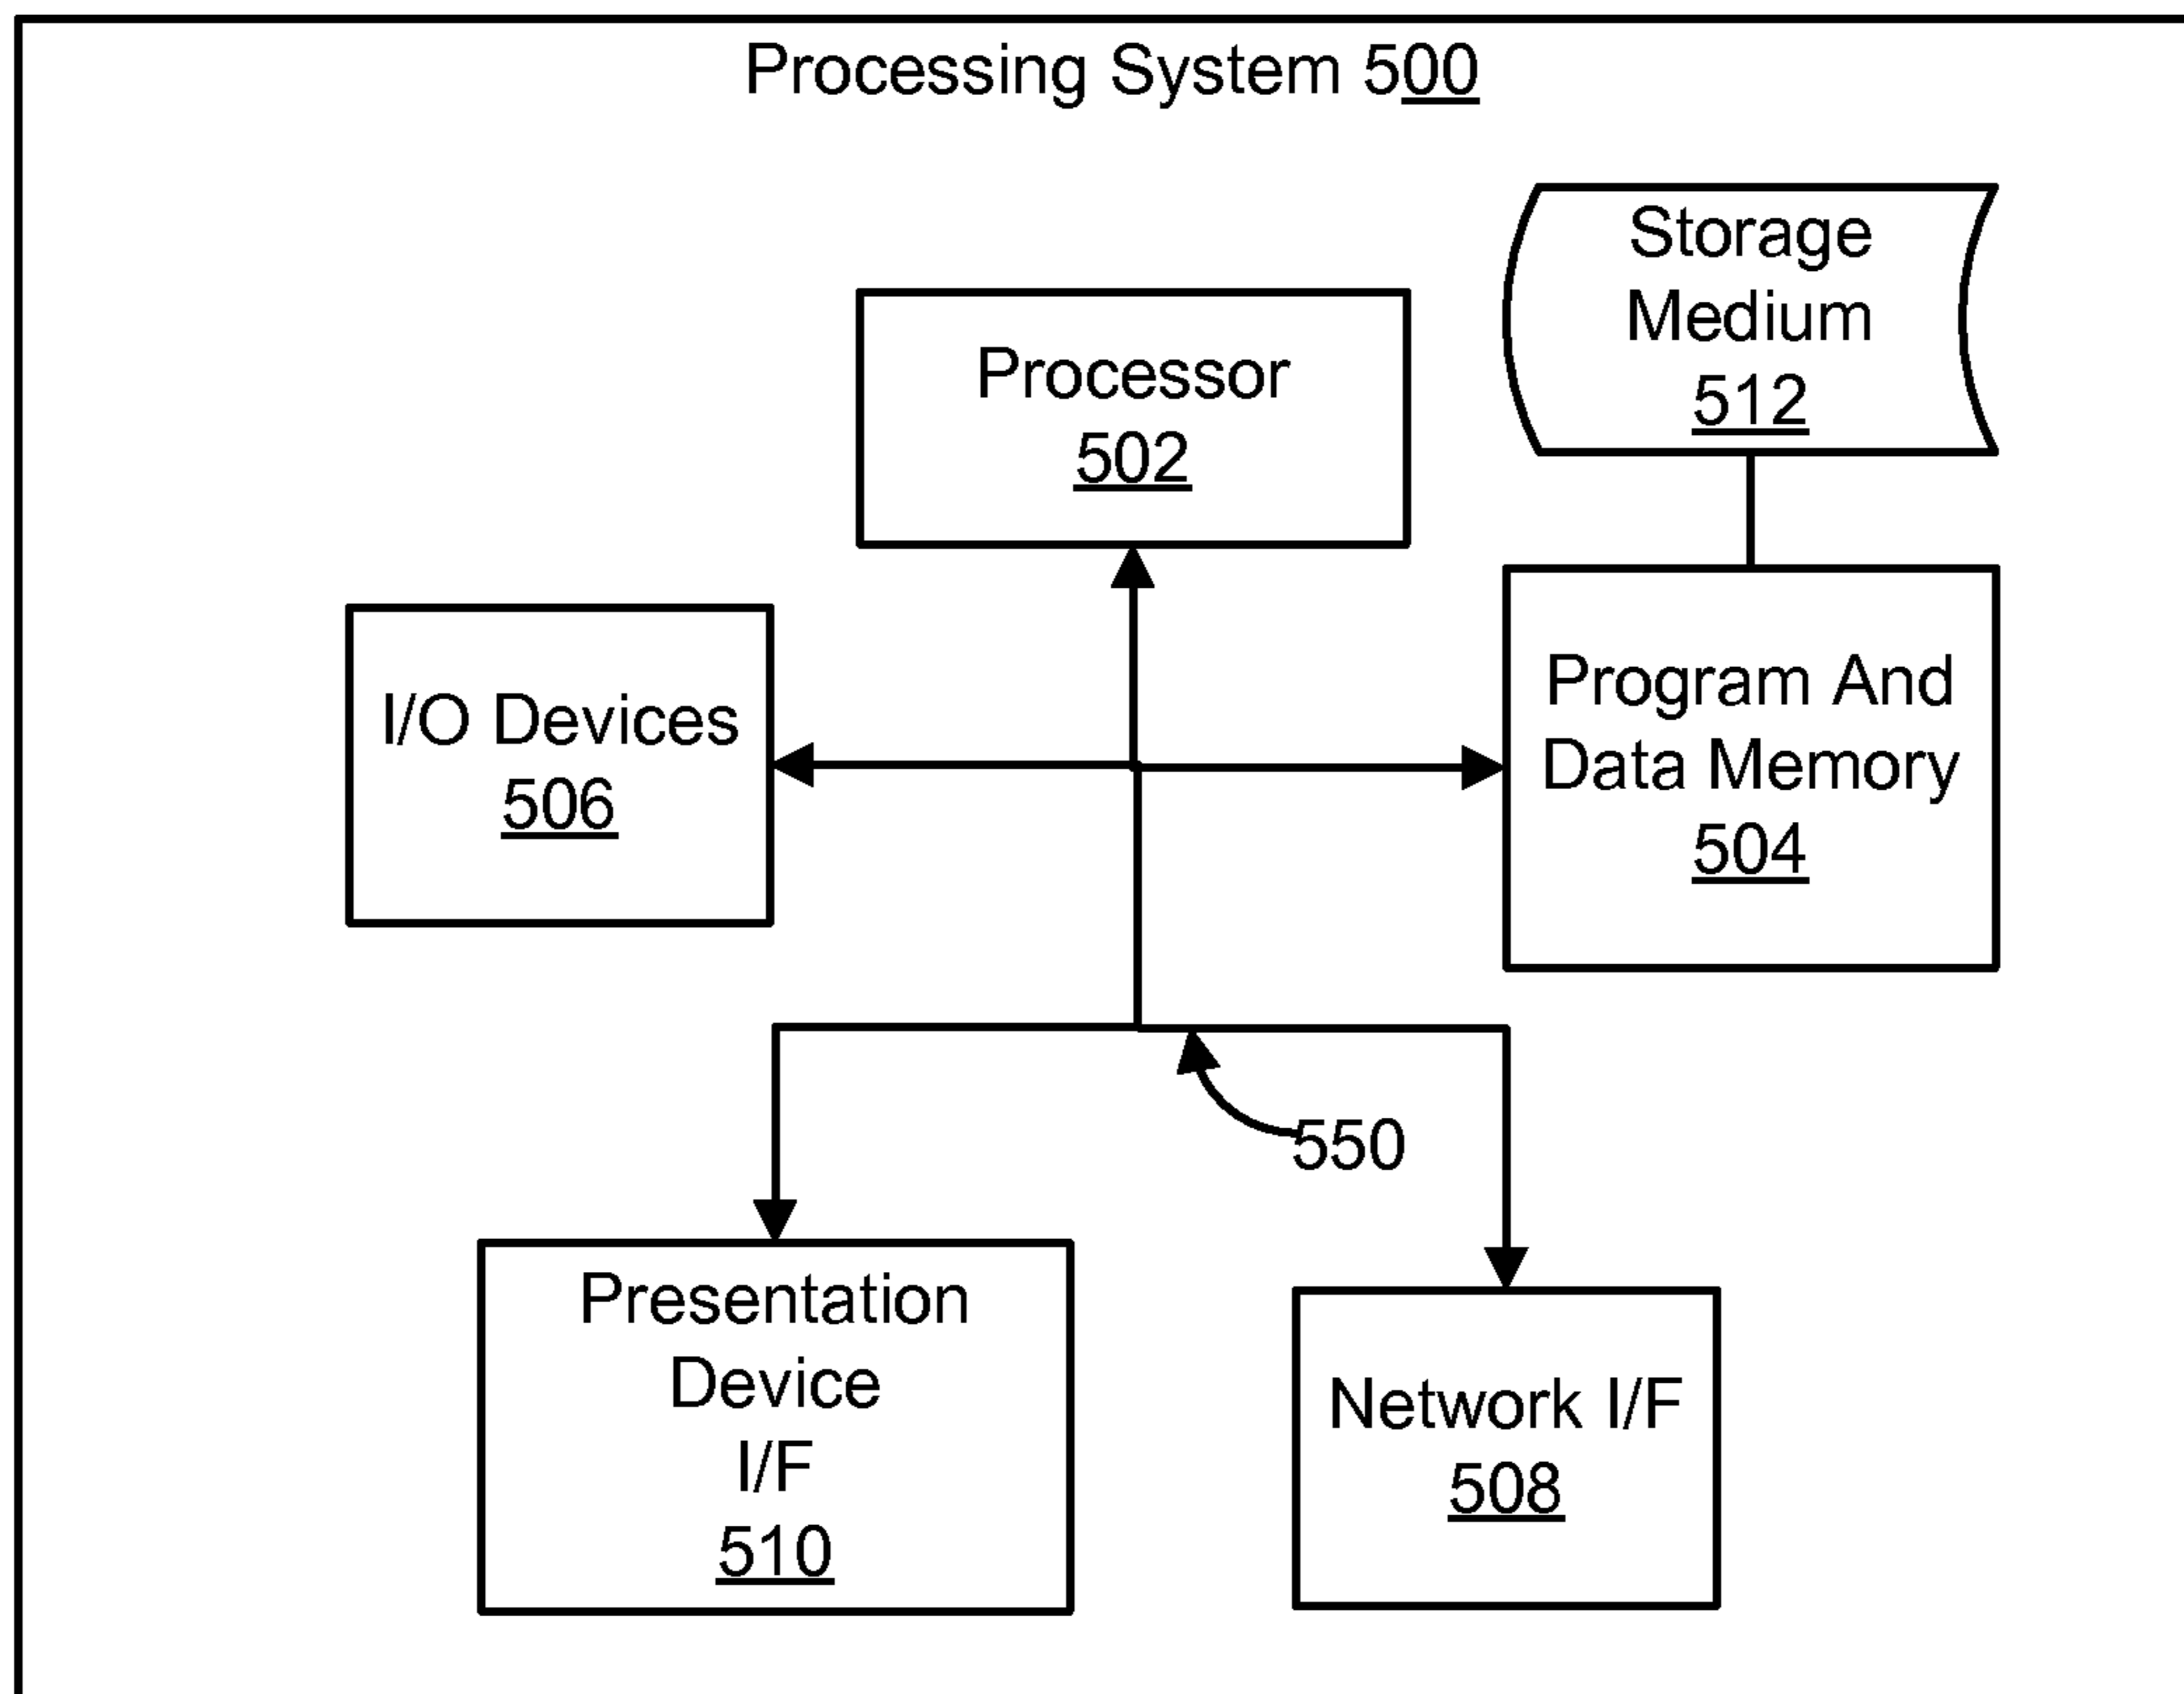 Processing System 500
Storage
Medium
512
Processor
502
I/O Devices
506
Program And
Data Memory
504
550
Presentation
Device
I/F
510
Network I/F
508